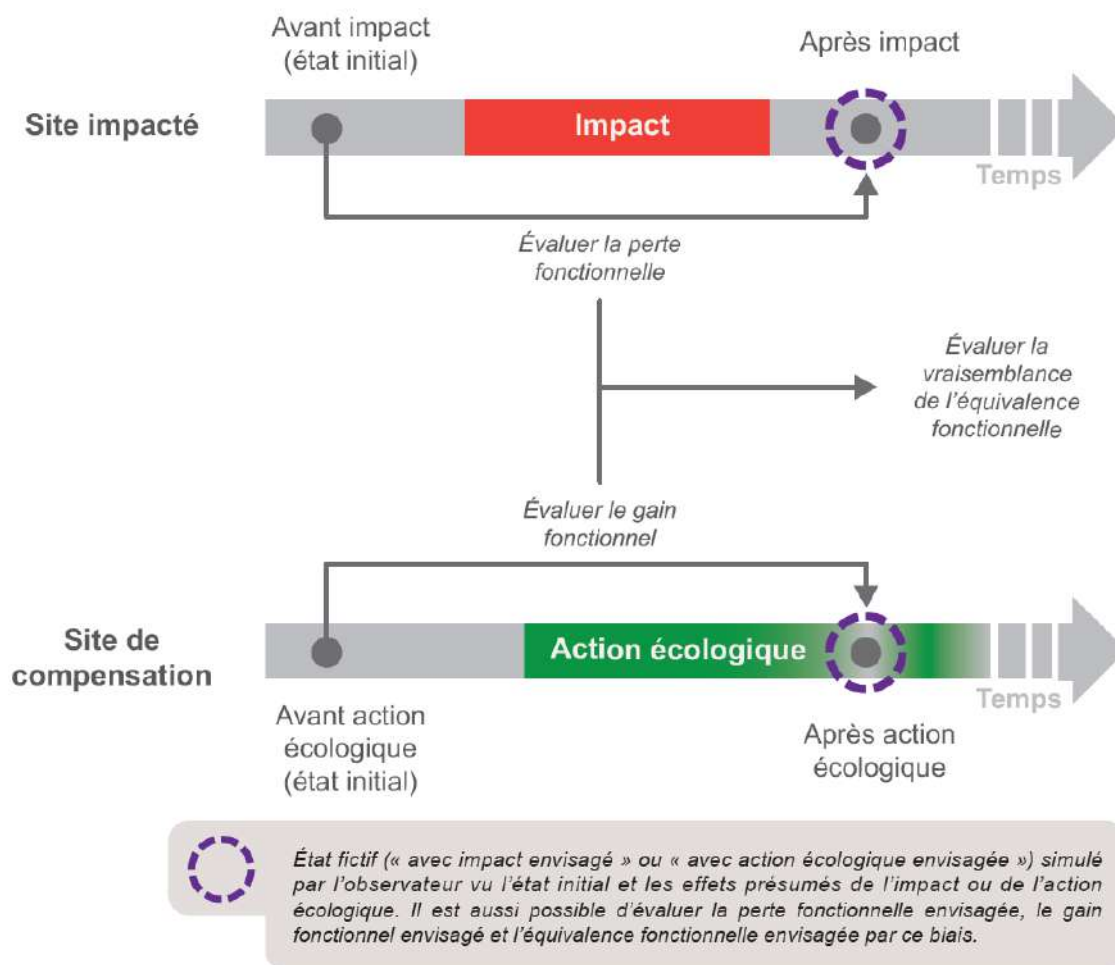 Avant impact
(état initial)
Après impact
Site impacté
Impact
Temps
Évaluer la perte
fonctionnelle
Évaluer la
vraisemblance
de l'équivalence
fonctionnelle
Évaluer le gain
fonctionnel
Site de
compensation
Action écologique
Temps
Avant action
écologique
(état initial)
Après action
écologique
État fictif (« avec impact envisagé » ou « avec action écologique envisagée ») simulé
par l'observateur vu l'état initial et les effets présumés de l'impact ou de l'action
écologique. Il est aussi possible d'évaluer la perte fonctionnelle envisagée, le gain
fonctionnel envisagé et l'équivalence fonctionnelle envisagée par ce biais.